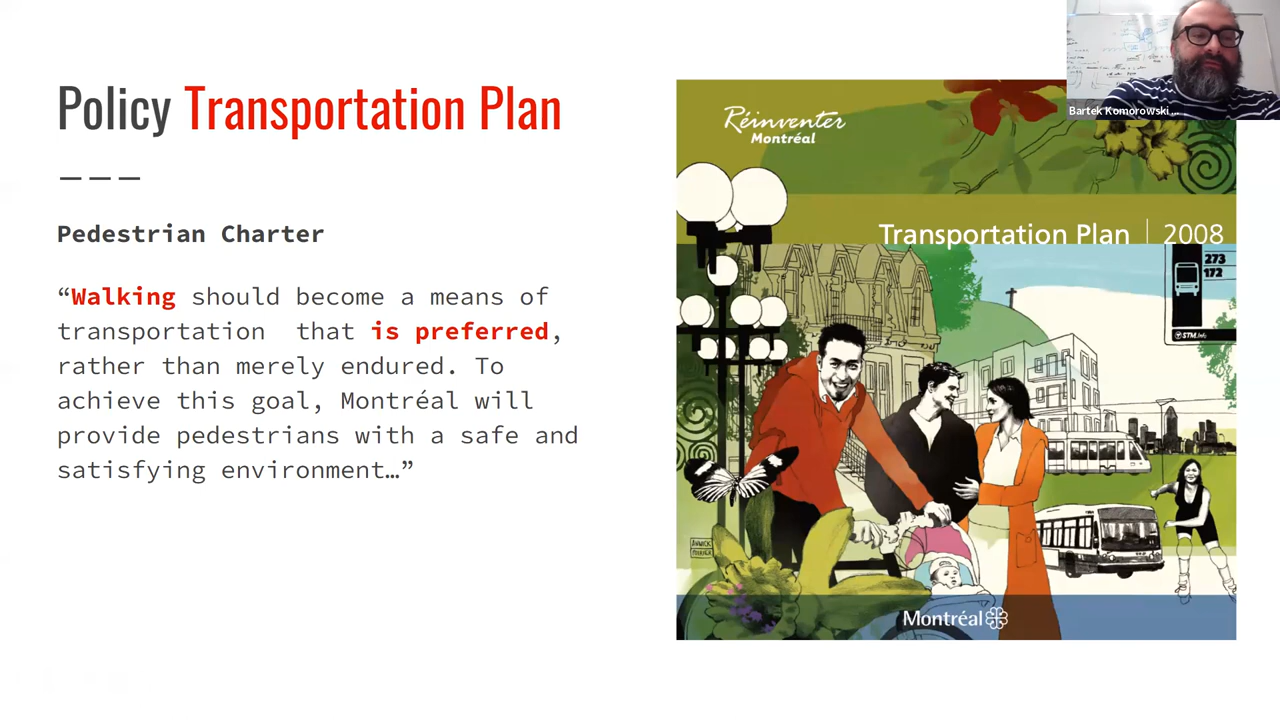 Policy Transportation Plan
Pedestrian Charter
“Walking should become a means of
transportation  that is preferred,
rather than merely endured. To
achieve this goal, Montréal will
provide pedestrians with a safe and
satisfying environment…”
Bartek Komorowski ...
Réinventer
Montréal
Transportation Plan | 2008
273
172
STM.info
Montréal